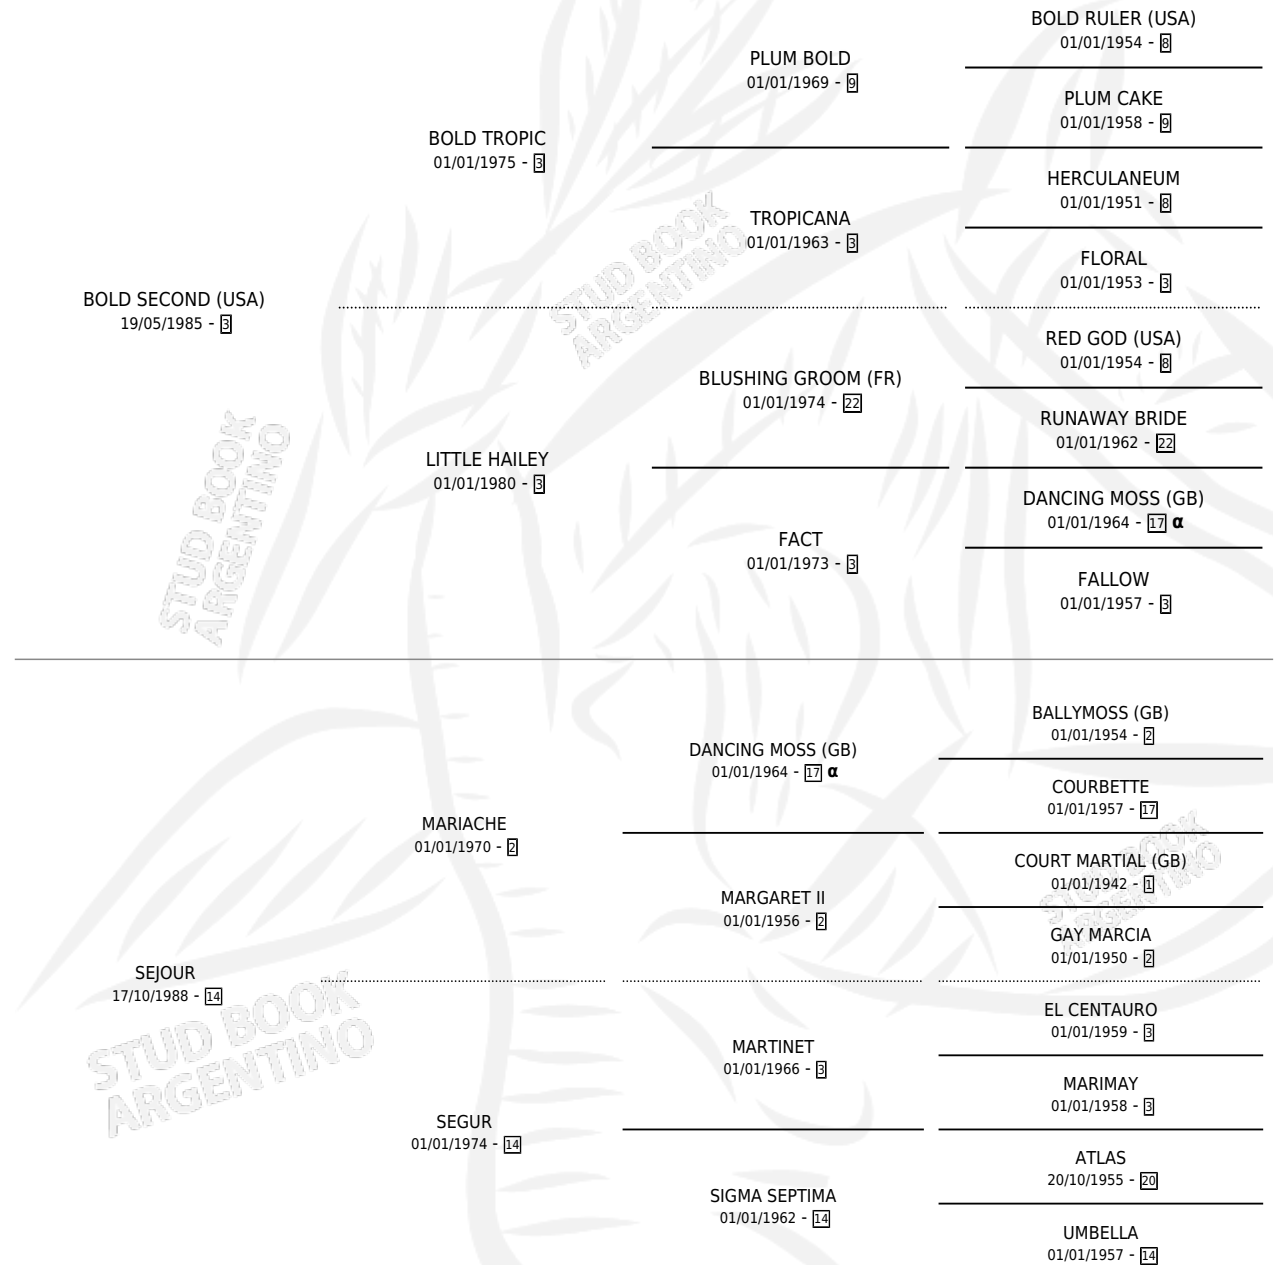 BOLD RULER (USA)
01/01/1954 - 8
PLUM BOLD
01/01/1969 - 9
PLUM CAKE
01/01/1958 - 9
BOLD TROPIC
01/01/1975 - 3
HERCULANEUM
01/01/1951 - 8
TROPICANA
01/01/1963 - 3
FLORAL
01/01/1953 - 3
BOLD SECOND (USA)
19/05/1985 - 3
RED GOD (USA)
01/01/1954 - 8
BLUSHING GROOM (FR)
01/01/1974 - 22
RUNAWAY BRIDE
01/01/1962 - 22
LITTLE HAILEY
01/01/1980 - 3
DANCING MOSS (GB)
01/01/1964 - 17 α
FACT
01/01/1973 - 3
FALLOW
01/01/1957 - 3
BALLYMOSS (GB)
01/01/1954 - 2
DANCING MOSS (GB)
01/01/1964 - 17 α
COURBETTE
01/01/1957 - 17
MARIACHE
01/01/1970 - 2
COURT MARTIAL (GB)
01/01/1942 - 1
MARGARET II
01/01/1956 - 2
GAY MARCIA
01/01/1950 - 2
SEJOUR
17/10/1988 - 14
EL CENTAURO
01/01/1959 - 3
MARTINET
01/01/1966 - 3
MARIMAY
01/01/1958 - 3
SEGUR
01/01/1974 - 14
ATLAS
20/10/1955 - 20
SIGMA SEPTIMA
01/01/1962 - 14
UMBELLA
01/01/1957 - 14
STUD BOOK
ARGENTINO
STUD BOOK
ARGENTINO
STUD BOOK
ARGENTINO
STUD BOOK
ARGENTINO